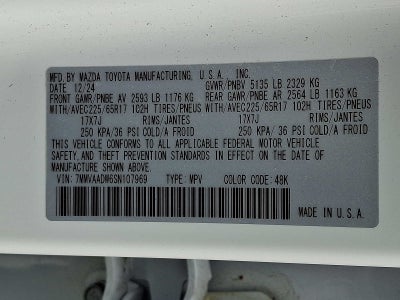 MFD. BY MAZDA TOYOTA MANUFACTURING, U.S.A., INC.
DATE: 12/24 GVWR/PNBV 5135 LB 2329 KG
FRONT GAWR/PNBE AV 2593 LB 1176 KG REAR GAWR/PNBE AR 2564 LB 1163 KG
WITH/AVEC225/65R17 102H TIRES/PNEUS WITH/AVEC225/65R17 102H TIRES/PNEUS
17X7J RIMS/JANTES 17X7J RIMS/JANTES
250 KPA/36 PSI COLD/A FROID 250 KPA/36 PSI COLD/A FROID
THIS VEHICLE CONFORMS TO ALL APPLICABLE FEDERAL MOTOR VEHICLE
SAFETY AND THEFT PREVENTION STANDARDS IN EFFECT ON THE DATE OF
MANUFACTURE SHOWN ABOVE.
VIN: 7MMVAADW6SN107969 TYPE: MPV COLOR CODE: 48K
MADE IN U.S.A.